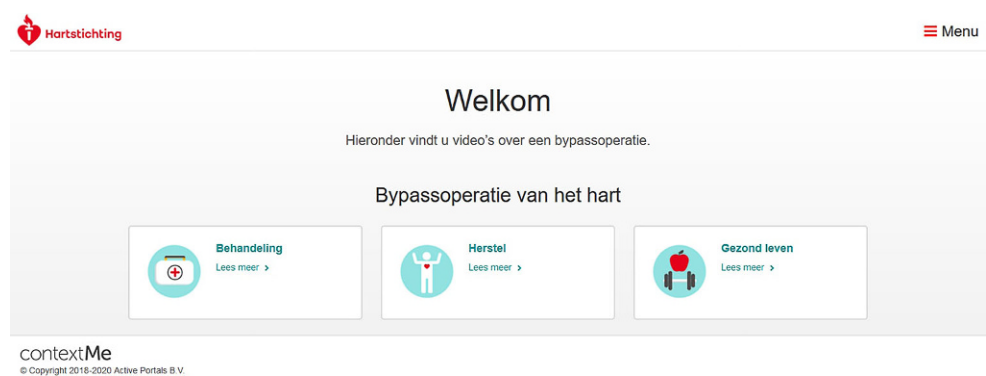 Hartstichting
Menu
Welkom
Hieronder vindt u video's over een bypassoperatie.
Bypassoperatie van het hart
Behandeling
Lees meer >
Herstel
Lees meer >
Gezond leven
Lees meer >
contextMe
© Copyright 2018-2020 Active Portals B.V.